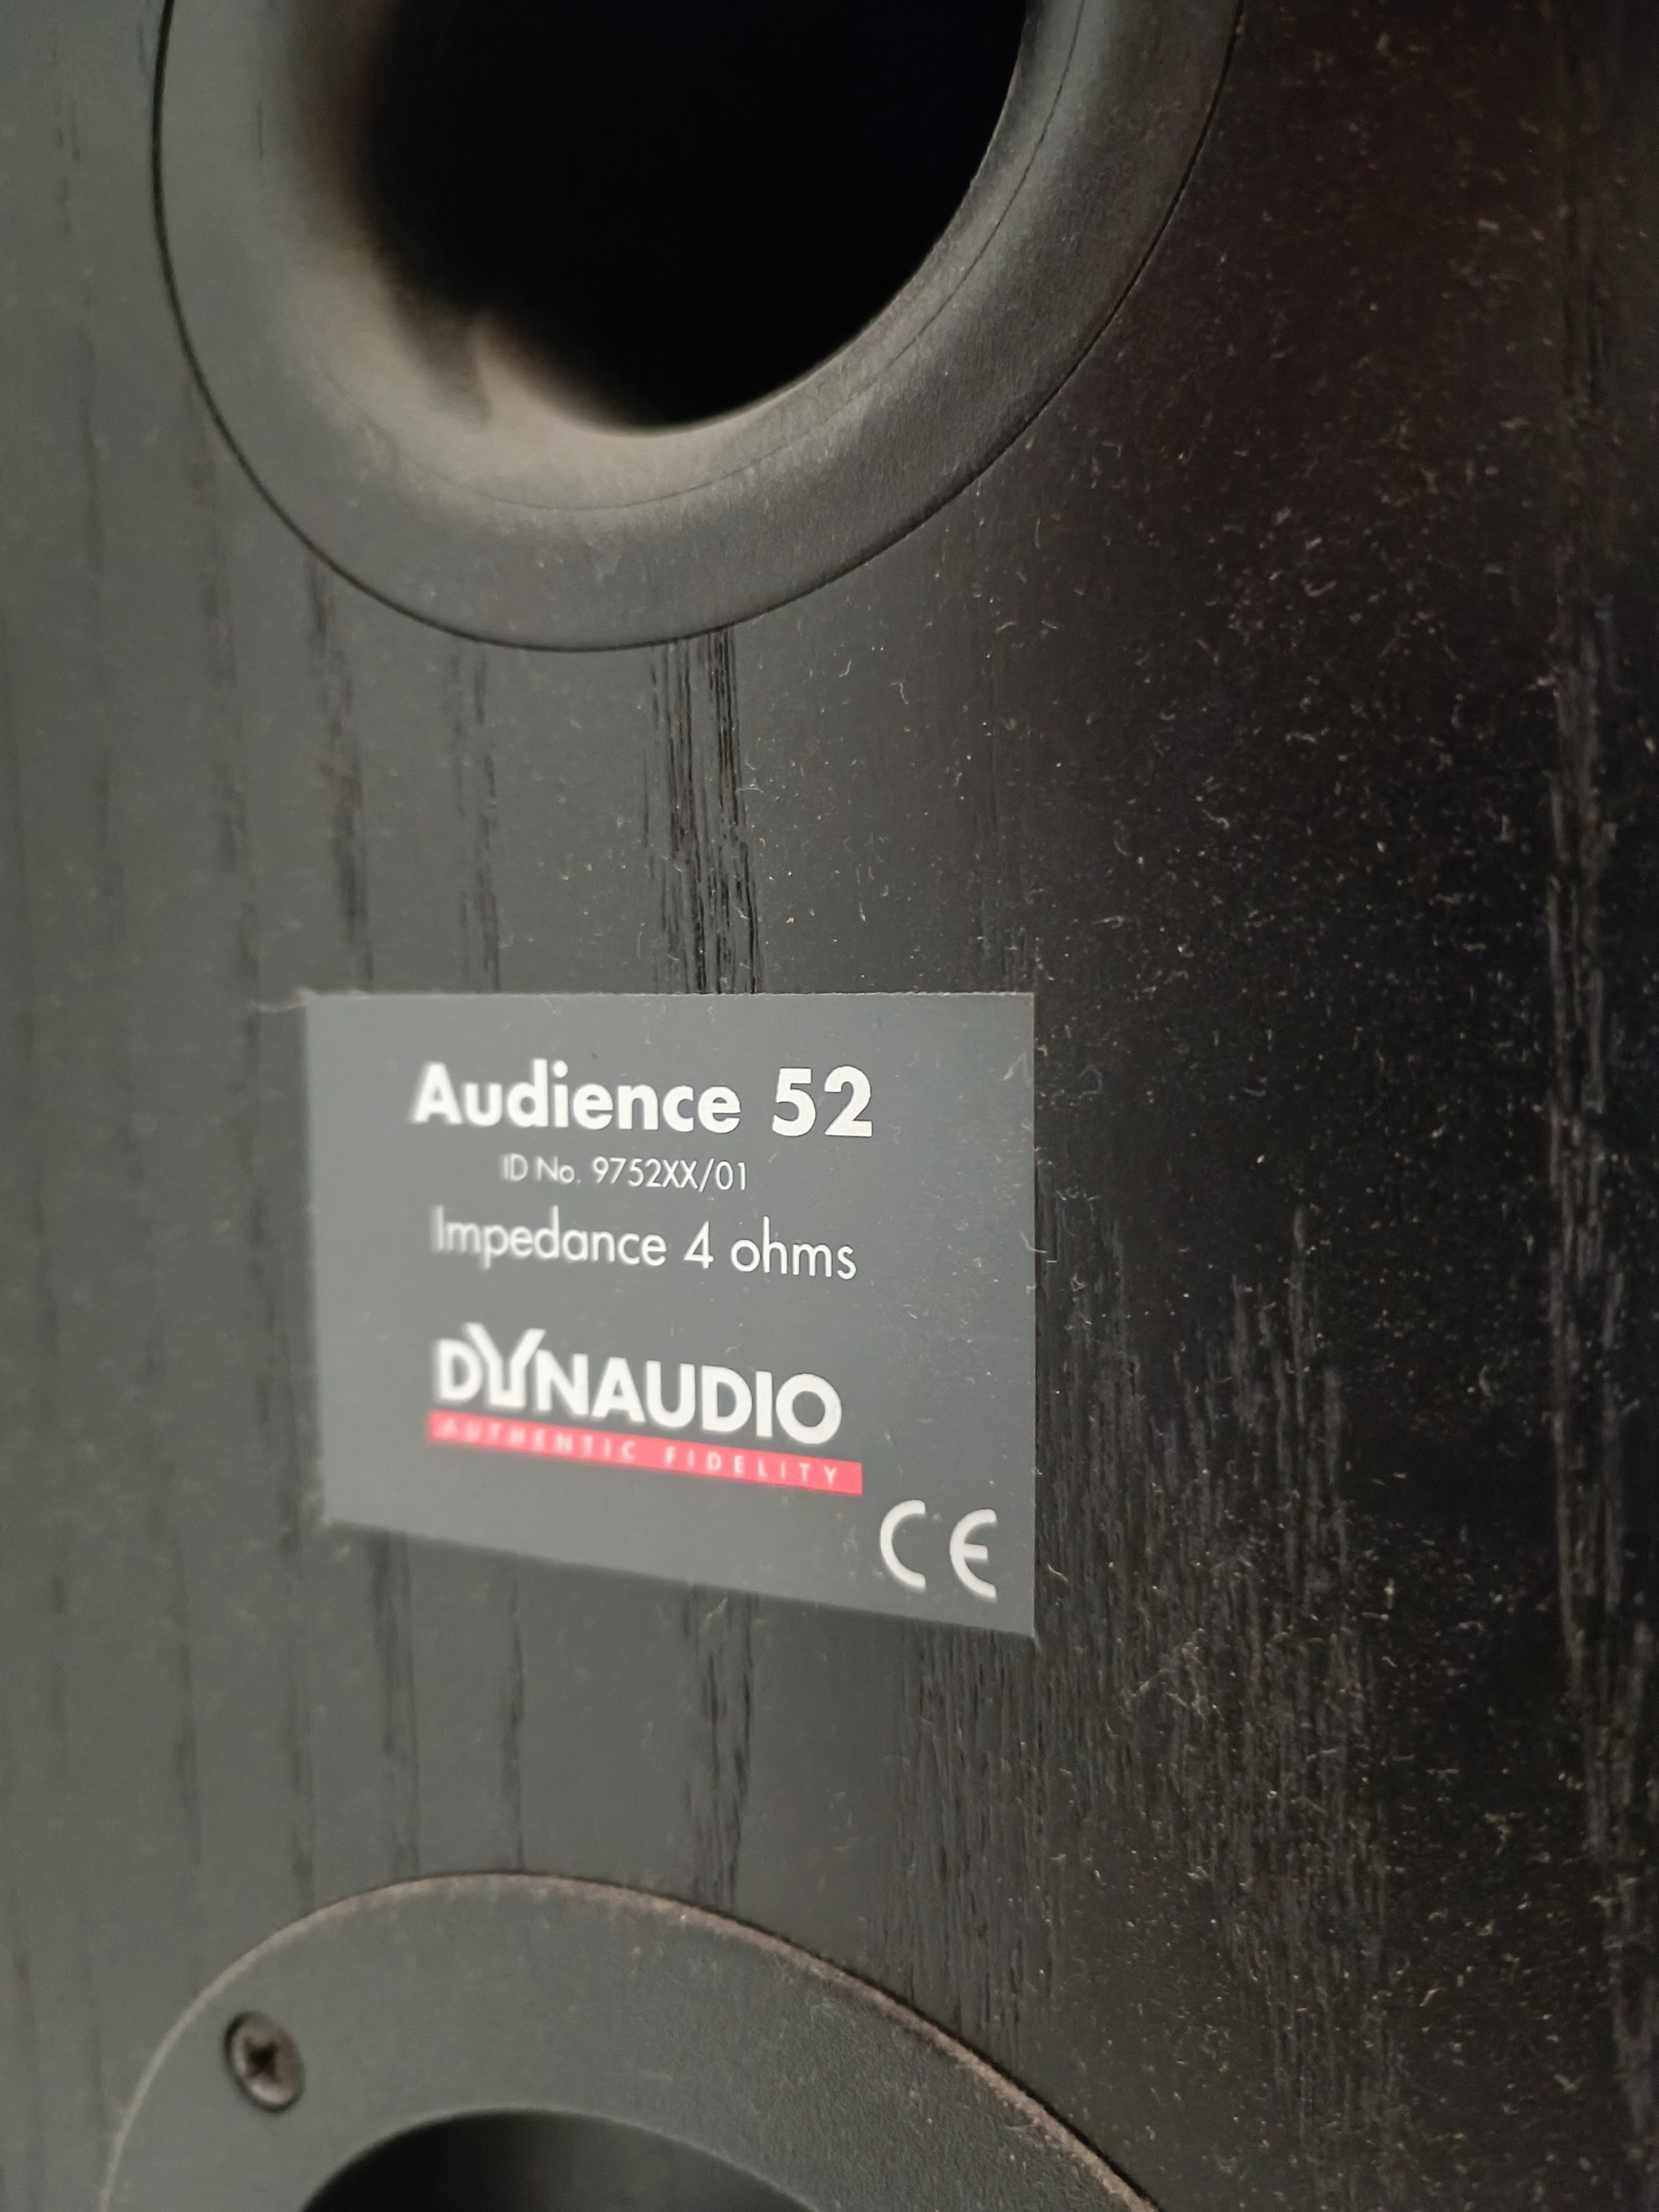 Audience 52
ID No. 9752XX/01
Impedance 4 ohms
DYNAUDIO
AUTHENTIC FIDELITY
CE